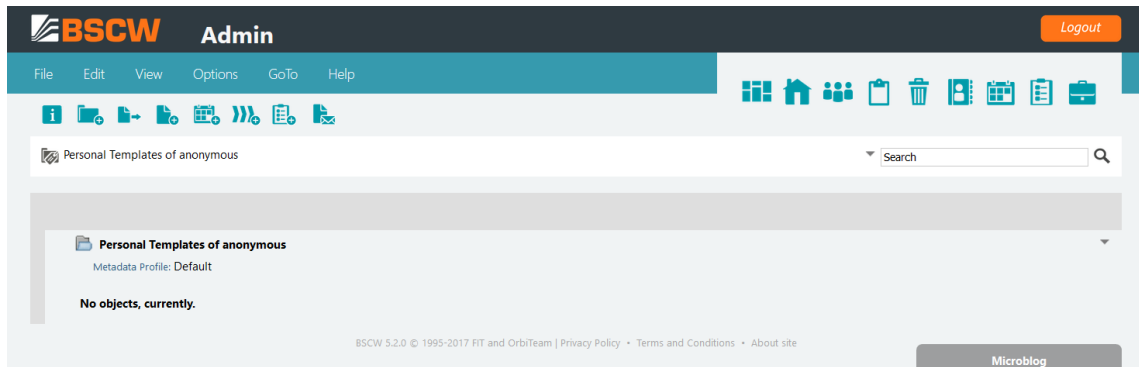 BSCW Admin Logout
File Edit View Options GoTo Help
Personal Templates of anonymous Search
Personal Templates of anonymous
Metadata Profile: Default
No objects, currently.
BSCW 5.2.0 © 1995-2017 FIT and OrbiTeam | Privacy Policy • Terms and Conditions • About site
Microblog